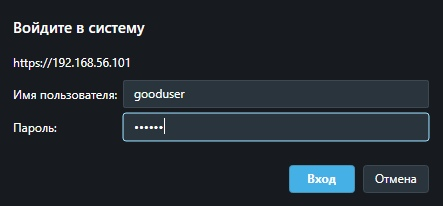 Войдите в систему
https://192.168.56.101
Имя пользователя: gooduser
Пароль: ••••••
Вход Отмена